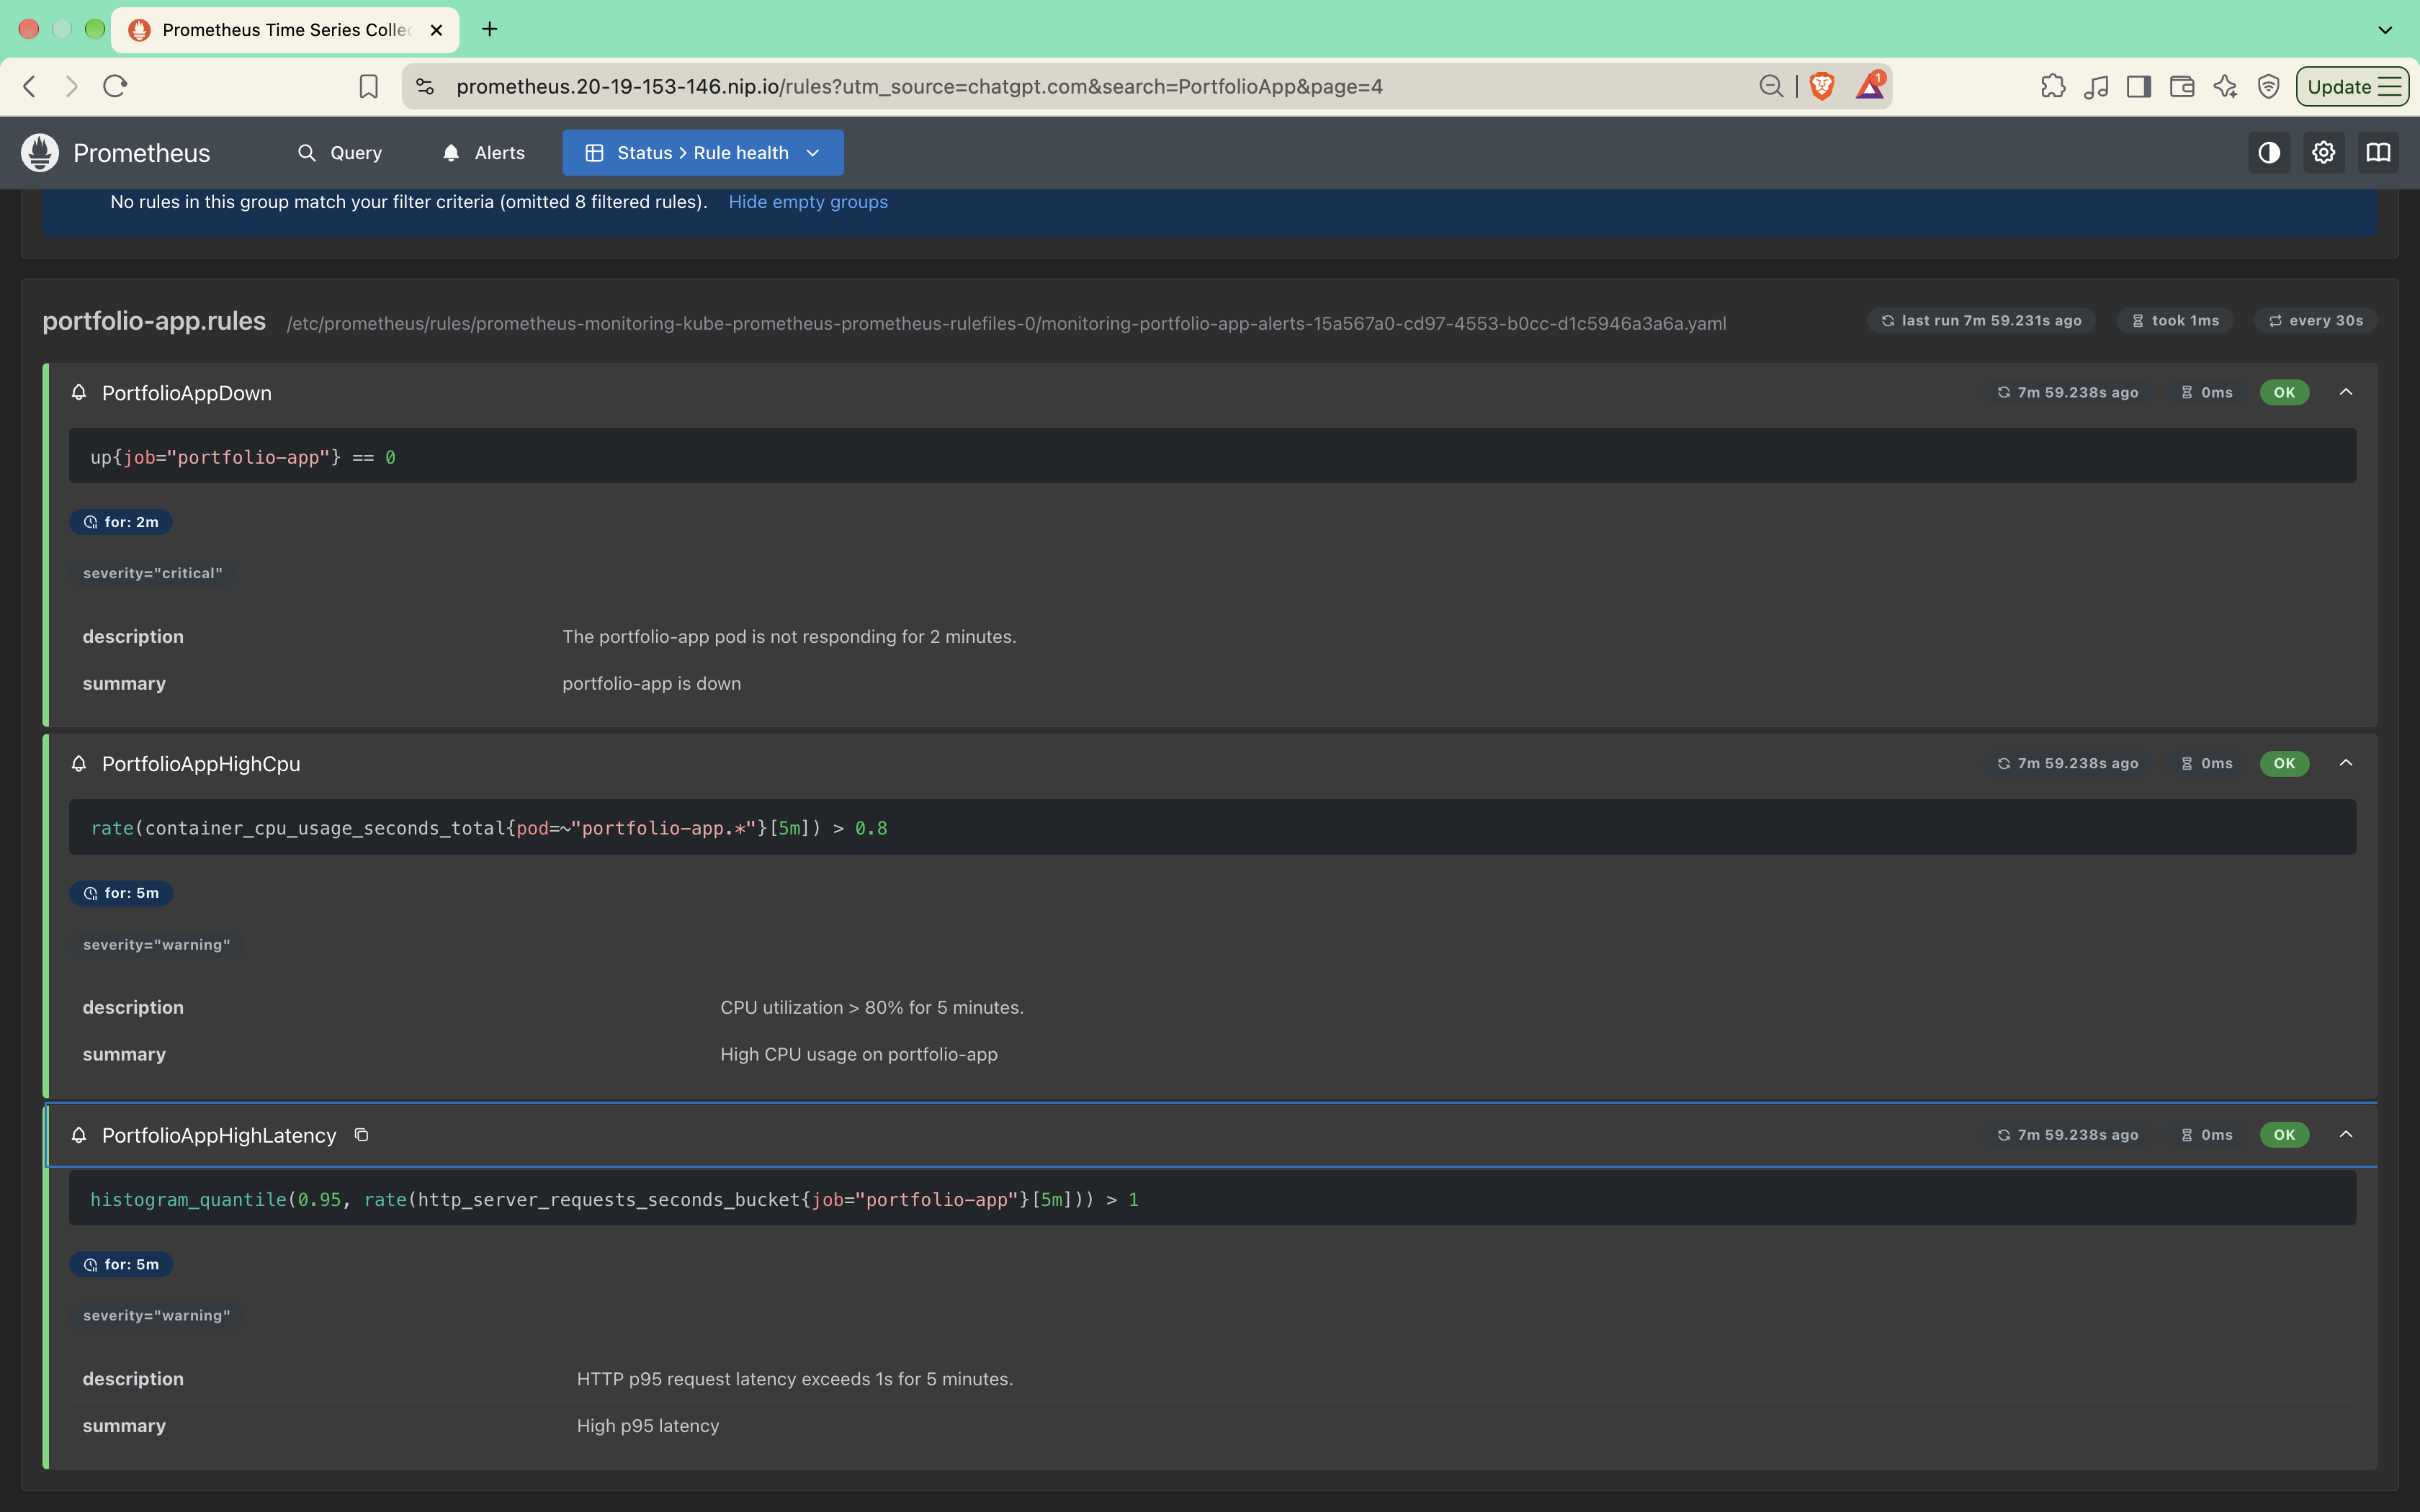 Prometheus Time Series Colle
prometheus.20-19-153-146.nip.io/rules?utm_source=chatgpt.com&search=PortfolioApp&page=4
1
Update
Prometheus
Query
Alerts
Status > Rule health
No rules in this group match your filter criteria (omitted 8 filtered rules). Hide empty groups
portfolio-app.rules /etc/prometheus/rules/prometheus-monitoring-kube-prometheus-prometheus-rulefiles-0/monitoring-portfolio-app-alerts-15a567a0-cd97-4553-b0cc-d1c5946a3a6a.yaml last run 7m 59.231s ago took 1ms every 30s
PortfolioAppDown 7m 59.238s ago 0ms OK
up{job="portfolio-app"} == 0
for: 2m
severity="critical"
description The portfolio-app pod is not responding for 2 minutes.
summary portfolio-app is down
PortfolioAppHighCpu 7m 59.238s ago 0ms OK
rate(container_cpu_usage_seconds_total{pod=~"portfolio-app.*"}[5m]) > 0.8
for: 5m
severity="warning"
description CPU utilization > 80% for 5 minutes.
summary High CPU usage on portfolio-app
PortfolioAppHighLatency 7m 59.238s ago 0ms OK
histogram_quantile(0.95, rate(http_server_requests_seconds_bucket{job="portfolio-app"}[5m])) > 1
for: 5m
severity="warning"
description HTTP p95 request latency exceeds 1s for 5 minutes.
summary High p95 latency